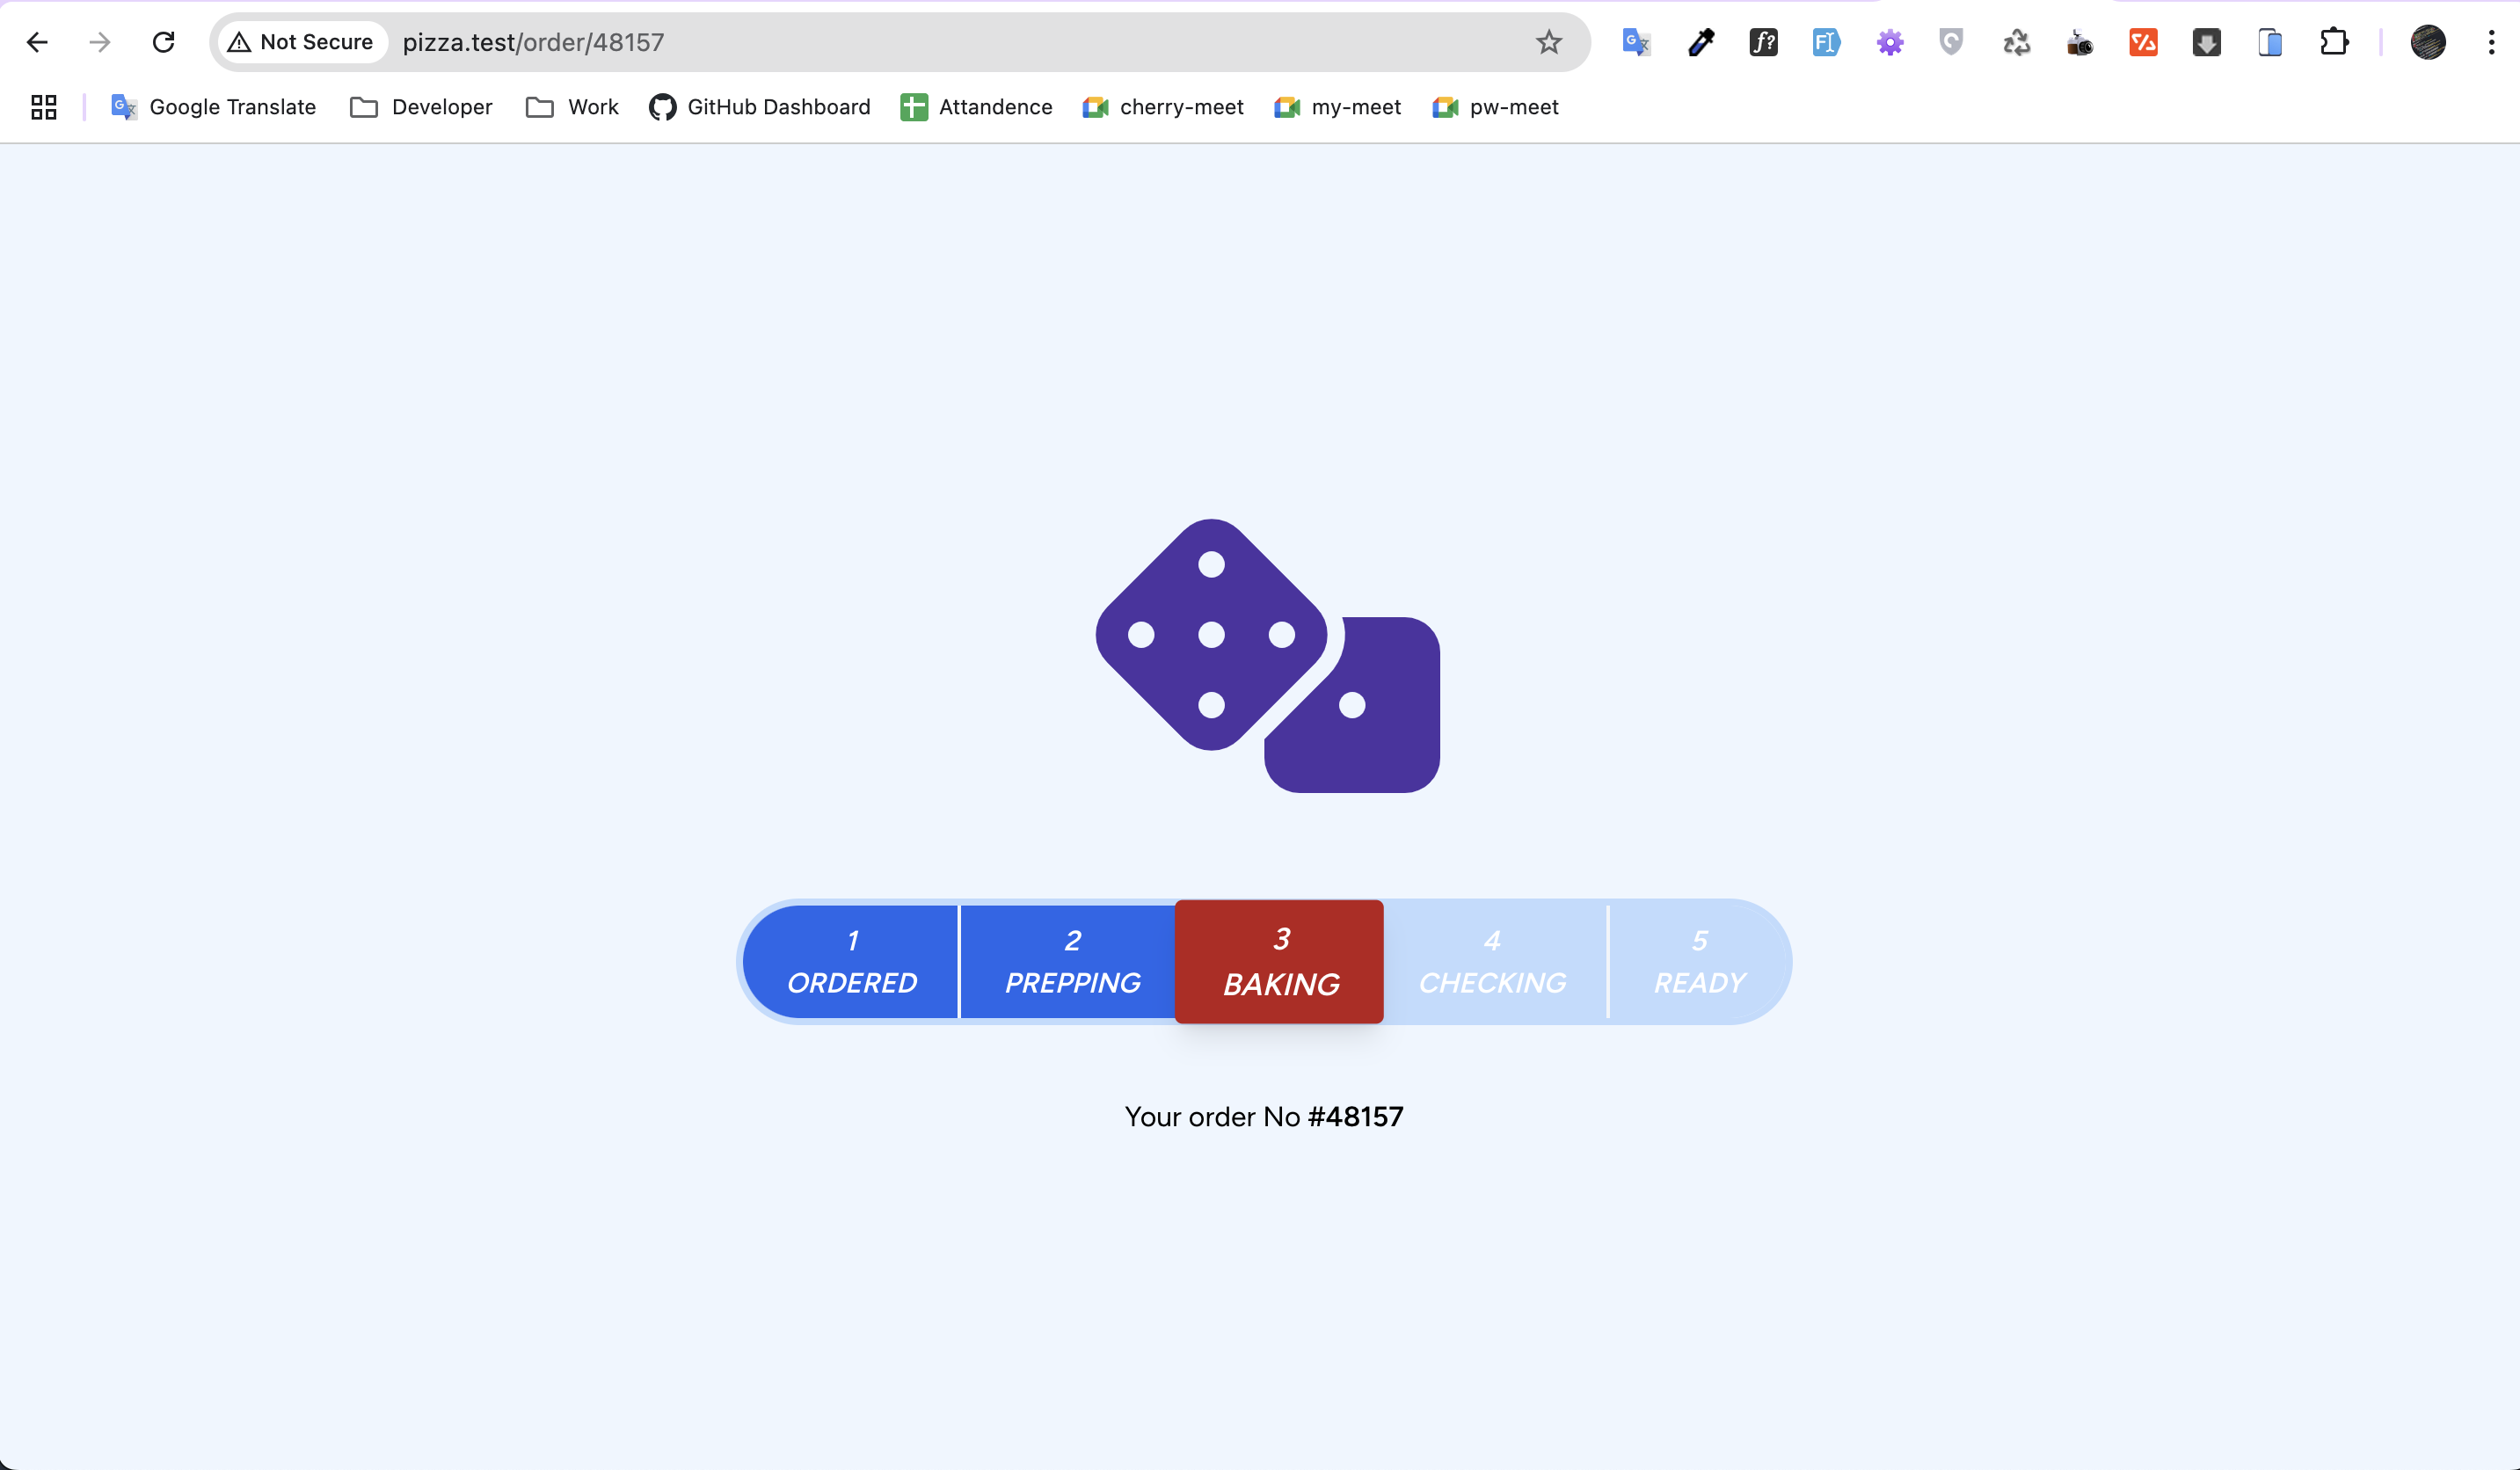 Not Secure pizza.test/order/48157
Google Translate Developer Work GitHub Dashboard Attandence cherry-meet my-meet pw-meet
1
ORDERED
2
PREPPING
3
BAKING
4
CHECKING
5
READY
Your order No #48157